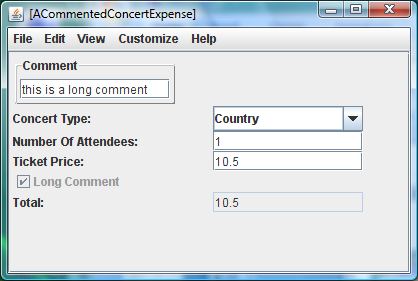 [ACommentedConcertExpense]
File Edit View Customize Help
Comment
this is a long comment
Concert Type: Country
Number Of Attendees: 1
Ticket Price: 10.5
Long Comment
Total: 10.5